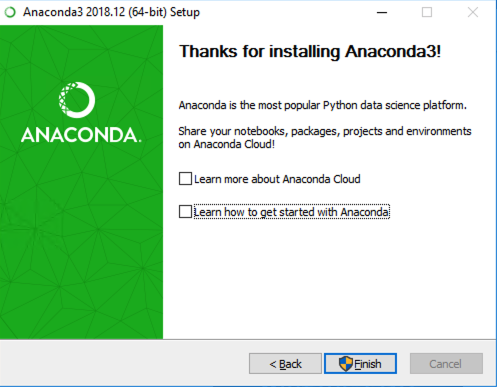 Anaconda3 2018.12 (64-bit) Setup
Thanks for installing Anaconda3!
ANACONDA.
Anaconda is the most popular Python data science platform.
Share your notebooks, packages, projects and environments
on Anaconda Cloud!
Learn more about Anaconda Cloud
Learn how to get started with Anaconda
< Back
Finish
Cancel